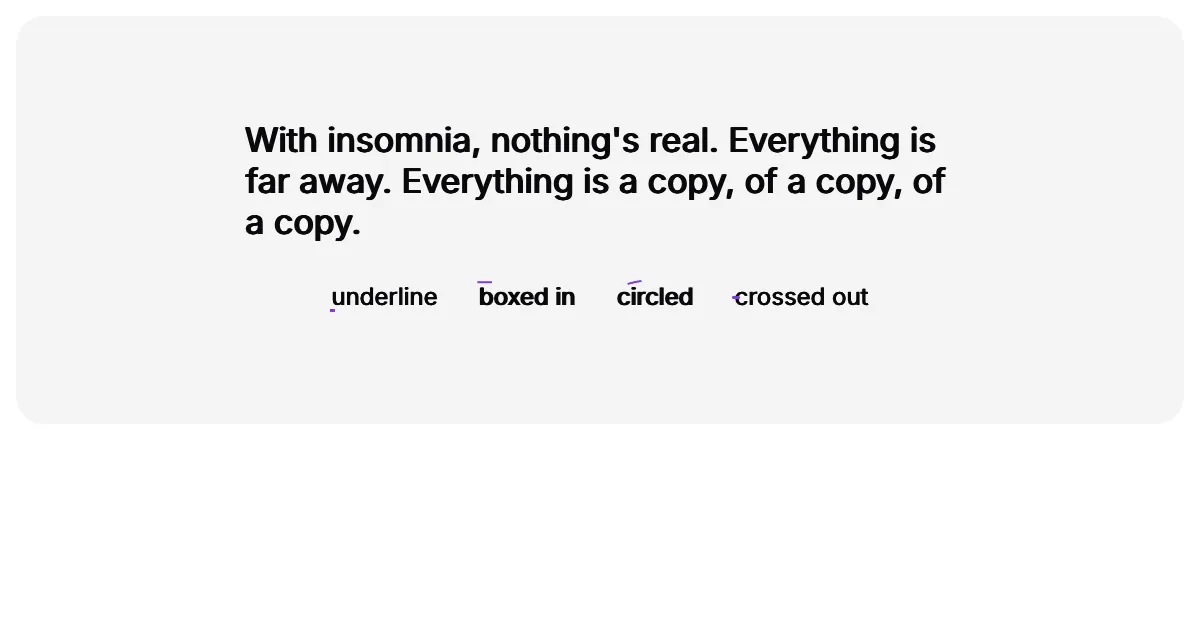 With insomnia, nothing's real. Everything is
far away. Everything is a copy, of a copy, of
a copy.
underline boxed in circled crossed out